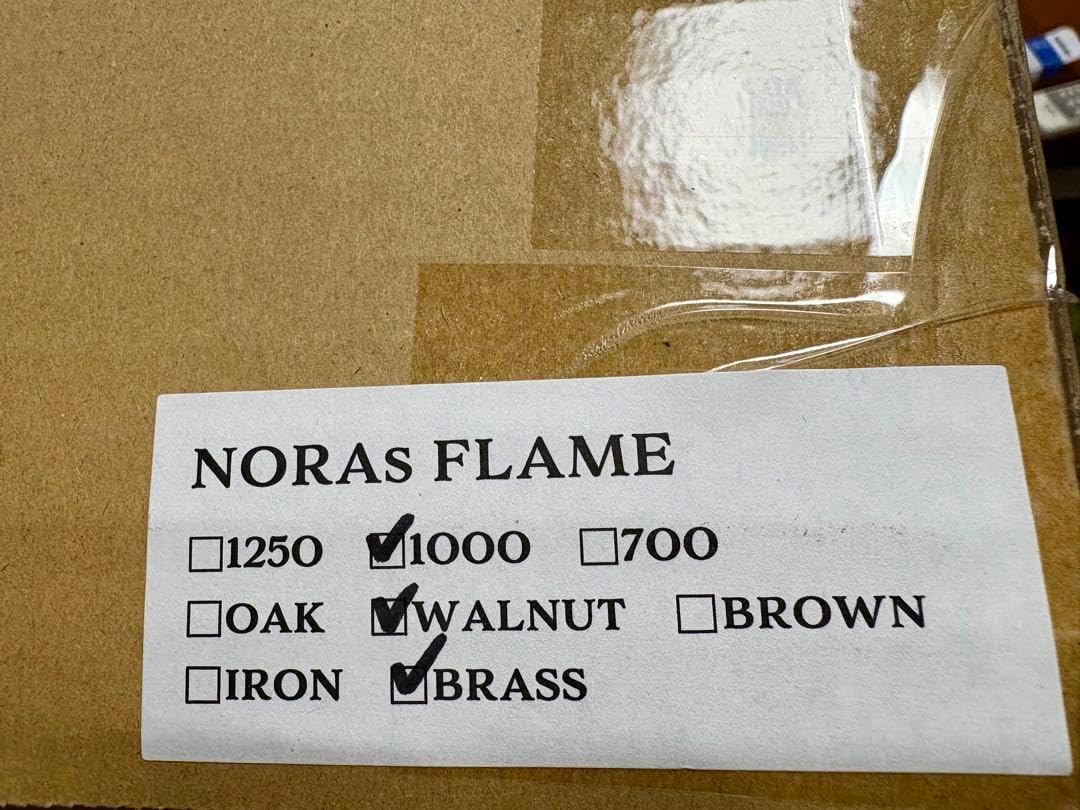 NORAs FLAME
☐1250 ☑1000 ☐700
☐OAK ☑WALNUT ☐BROWN
☐IRON ☑BRASS